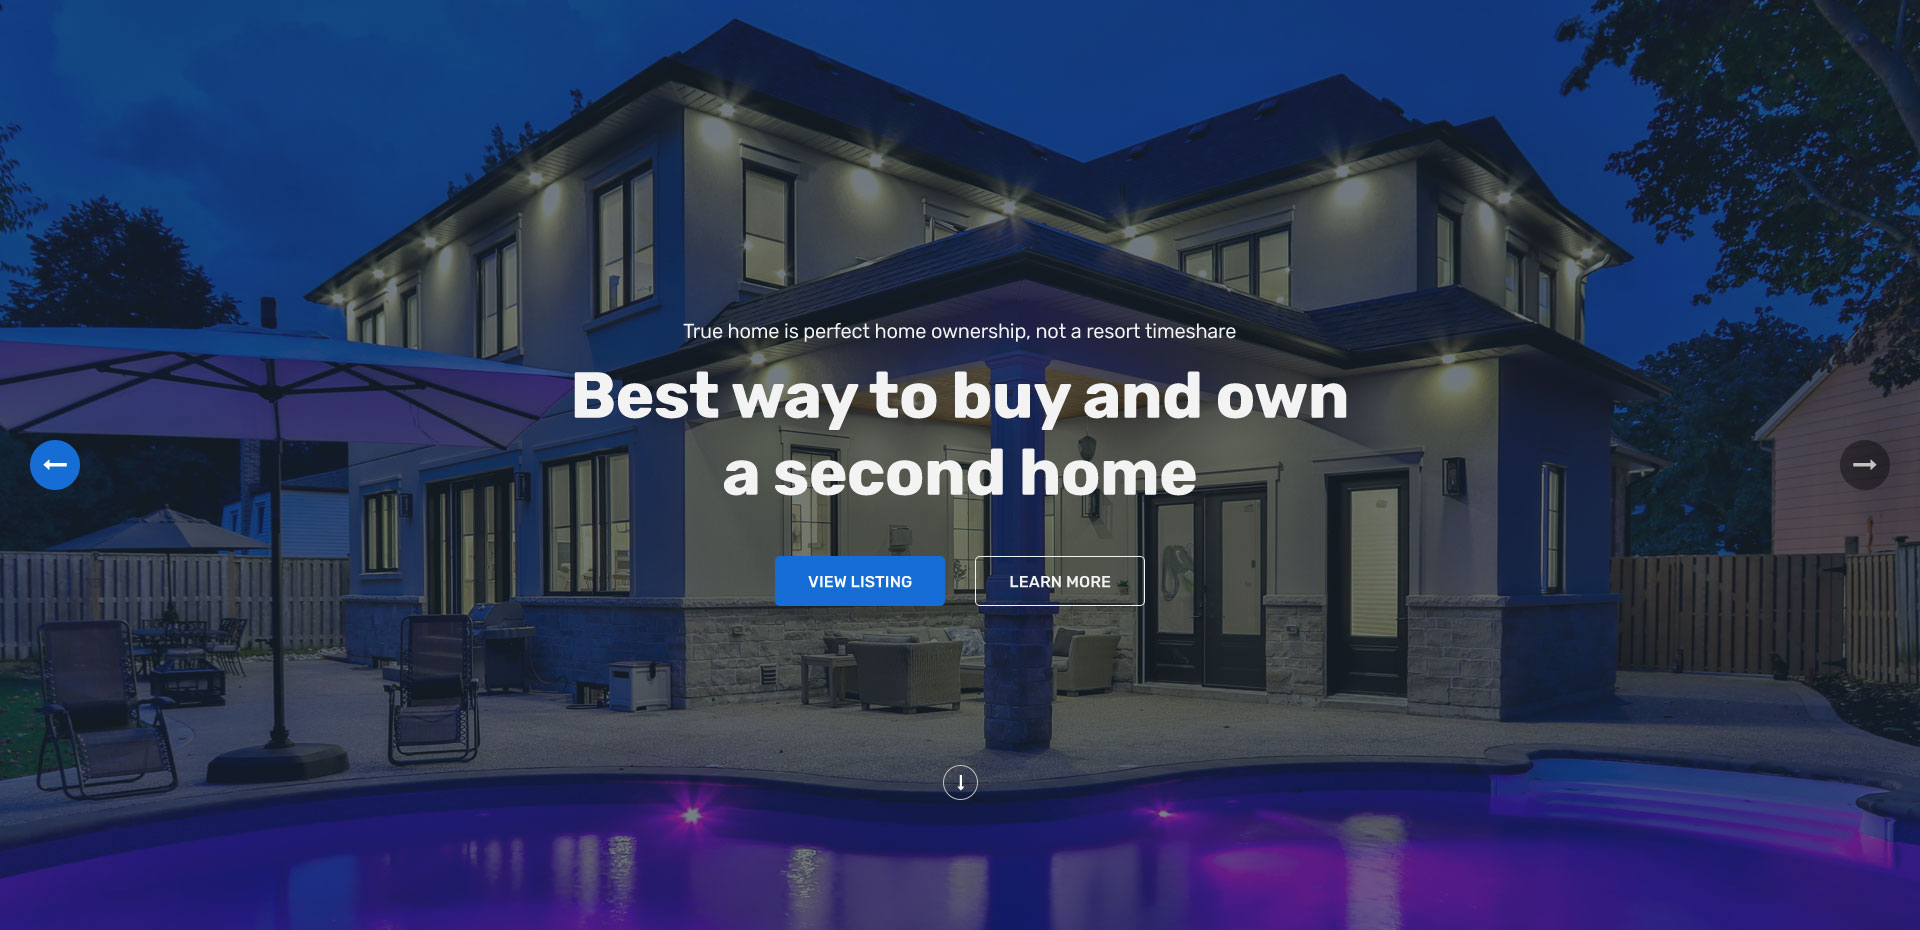 True home is perfect home ownership, not a resort timeshare
Best way to buy and own
a second home
VIEW LISTING
LEARN MORE